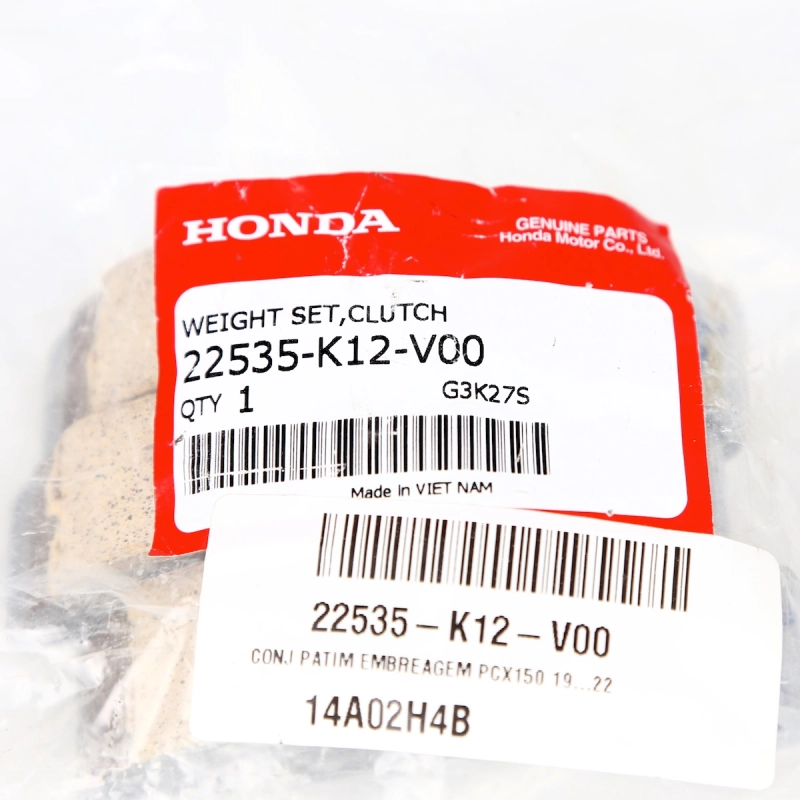 HONDA
GENUINE PARTS
Honda Motor Co., Ltd.
WEIGHT SET,CLUTCH
22535-K12-V00
QTY 1 G3K27S
Made In VIET NAM
22535-K12-V00
CONJ PATIM EMBREAGEM PCX150 19...22
14A02H4B